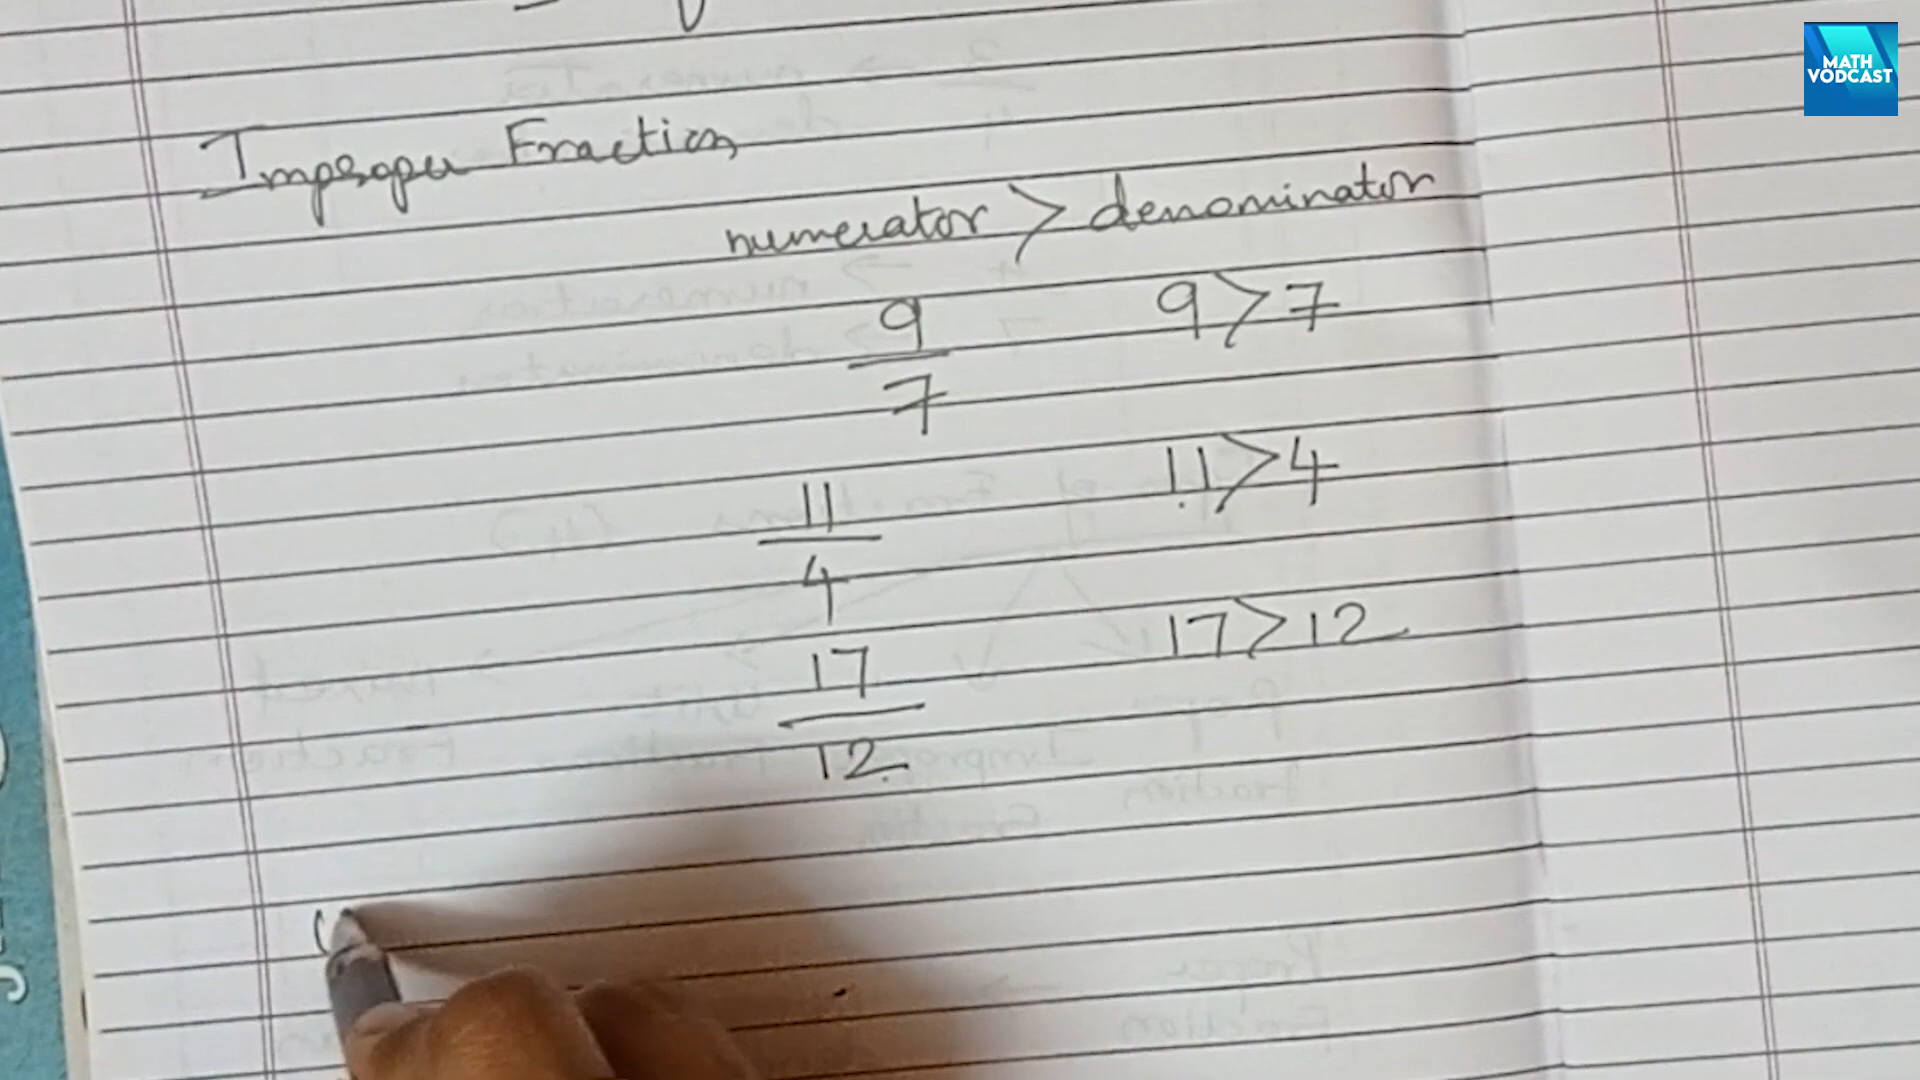 MATH
VODCAST
Improper Fraction
numerator > denominator
9/7 9 > 7
11/4 11 > 4
17/12 17 > 12